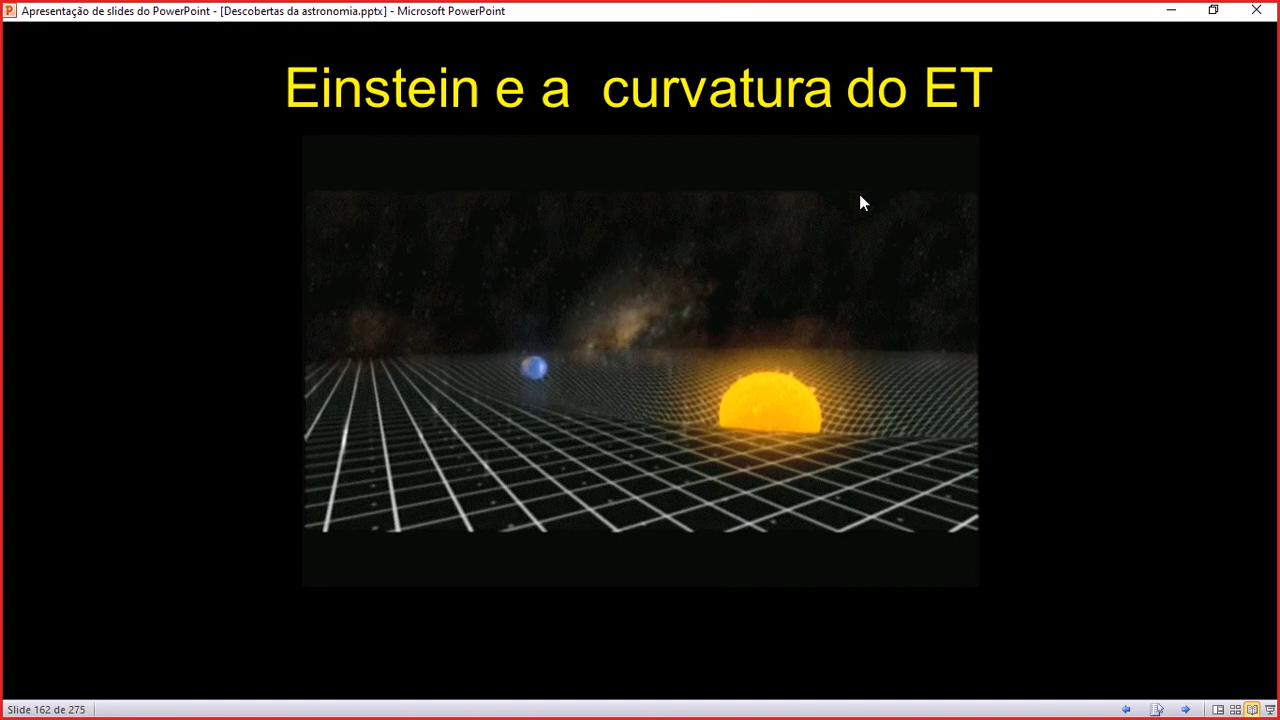 Apresentação de slides do PowerPoint - [Descobertas da astronomia.pptx] - Microsoft PowerPoint
Einstein e a  curvatura do ET
Slide 162 de 275